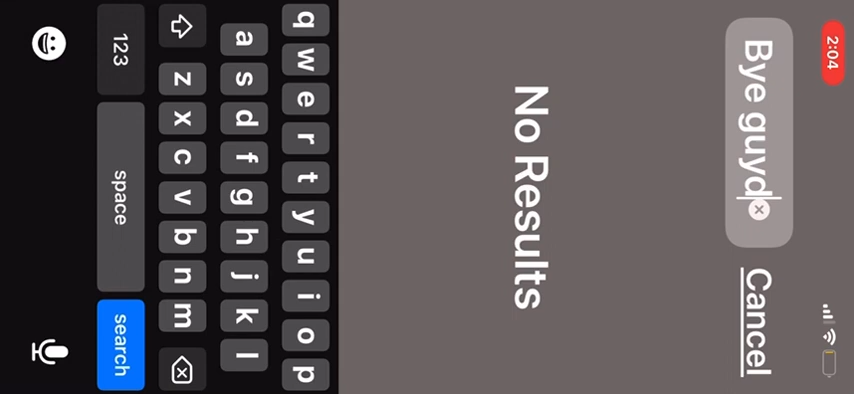 2:04
Bye guyd
Cancel
No Results
q w e r t y u i o p
a s d f g h j k l
z x c v b n m
123 space search